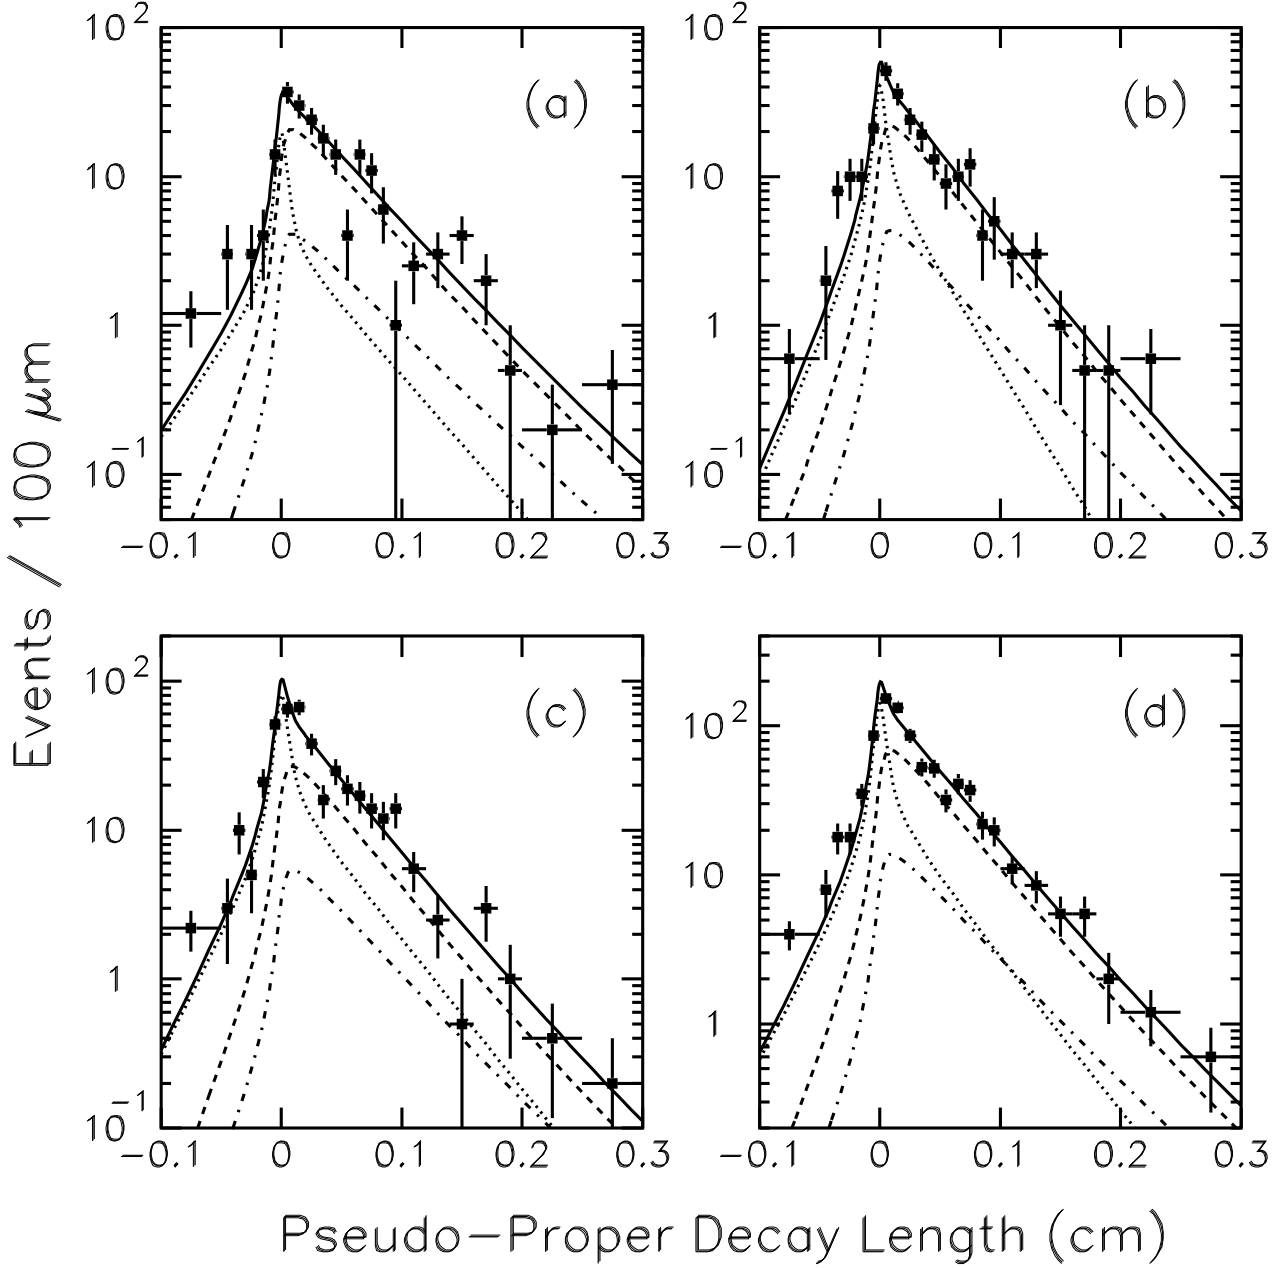 10^2 10^2
(a) (b)
10 10
1 1
10^-1 10^-1
−0.1 0 0.1 0.2 0.3 −0.1 0 0.1 0.2 0.3
Events / 100 μm
10^2 10^2
(c) (d)
10 10
1 1
10^-1
−0.1 0 0.1 0.2 0.3 −0.1 0 0.1 0.2 0.3
Pseudo−Proper Decay Length (cm)